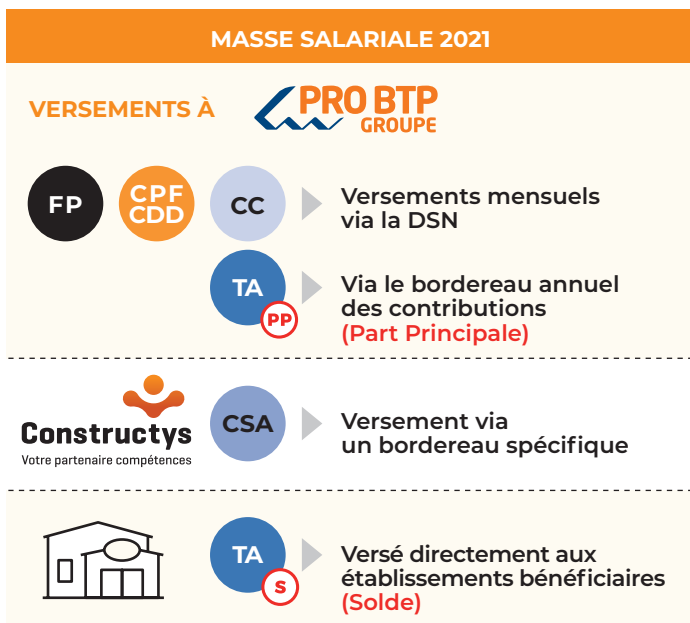 MASSE SALARIALE 2021
VERSEMENTS À
PRO BTP
GROUPE
FP
CPF
CDD
CC
Versements mensuels
via la DSN
TA
PP
Via le bordereau annuel
des contributions
(Part Principale)
Constructys
Votre partenaire compétences
CSA
Versement via
un bordereau spécifique
TA
S
Versé directement aux
établissements bénéficiaires
(Solde)